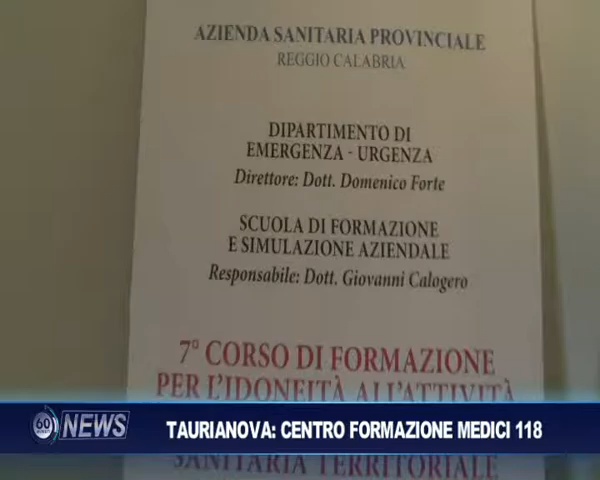 AZIENDA SANITARIA PROVINCIALE
REGGIO CALABRIA
DIPARTIMENTO DI
EMERGENZA - URGENZA
Direttore: Dott. Domenico Forte
SCUOLA DI FORMAZIONE
E SIMULAZIONE AZIENDALE
Responsabile: Dott. Giovanni Calogero
7° CORSO DI FORMAZIONE
PER L'IDONEITÀ ALL'ATTIVITÀ
60 NEWS
TAURIANOVA: CENTRO FORMAZIONE MEDICI 118
SANITARIA TERRITORIALE